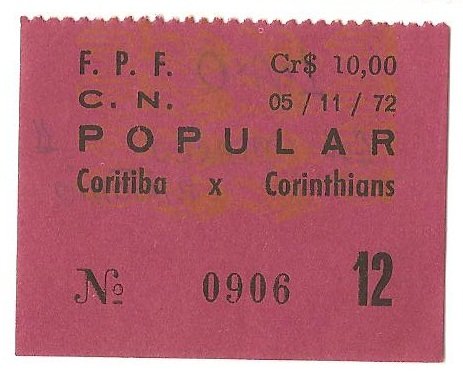 F. P. F. Cr$ 10,00
C. N. 05 / 11 / 72
POPULAR
Coritiba x Corinthians
Nº 0906 12